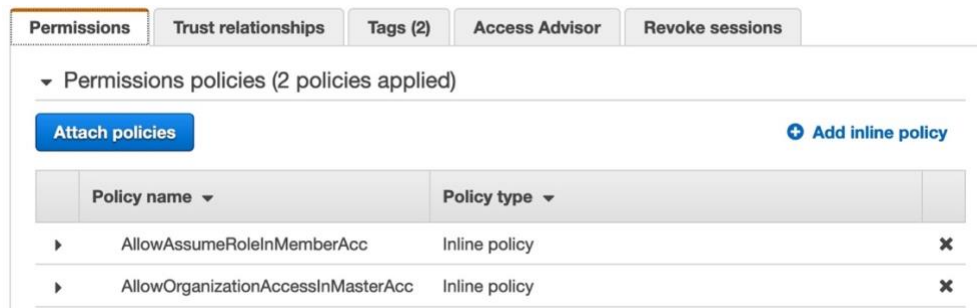 Permissions Trust relationships Tags (2) Access Advisor Revoke sessions
Permissions policies (2 policies applied)
Attach policies Add inline policy
Policy name Policy type
AllowAssumeRoleInMemberAcc Inline policy
AllowOrganizationAccessInMasterAcc Inline policy